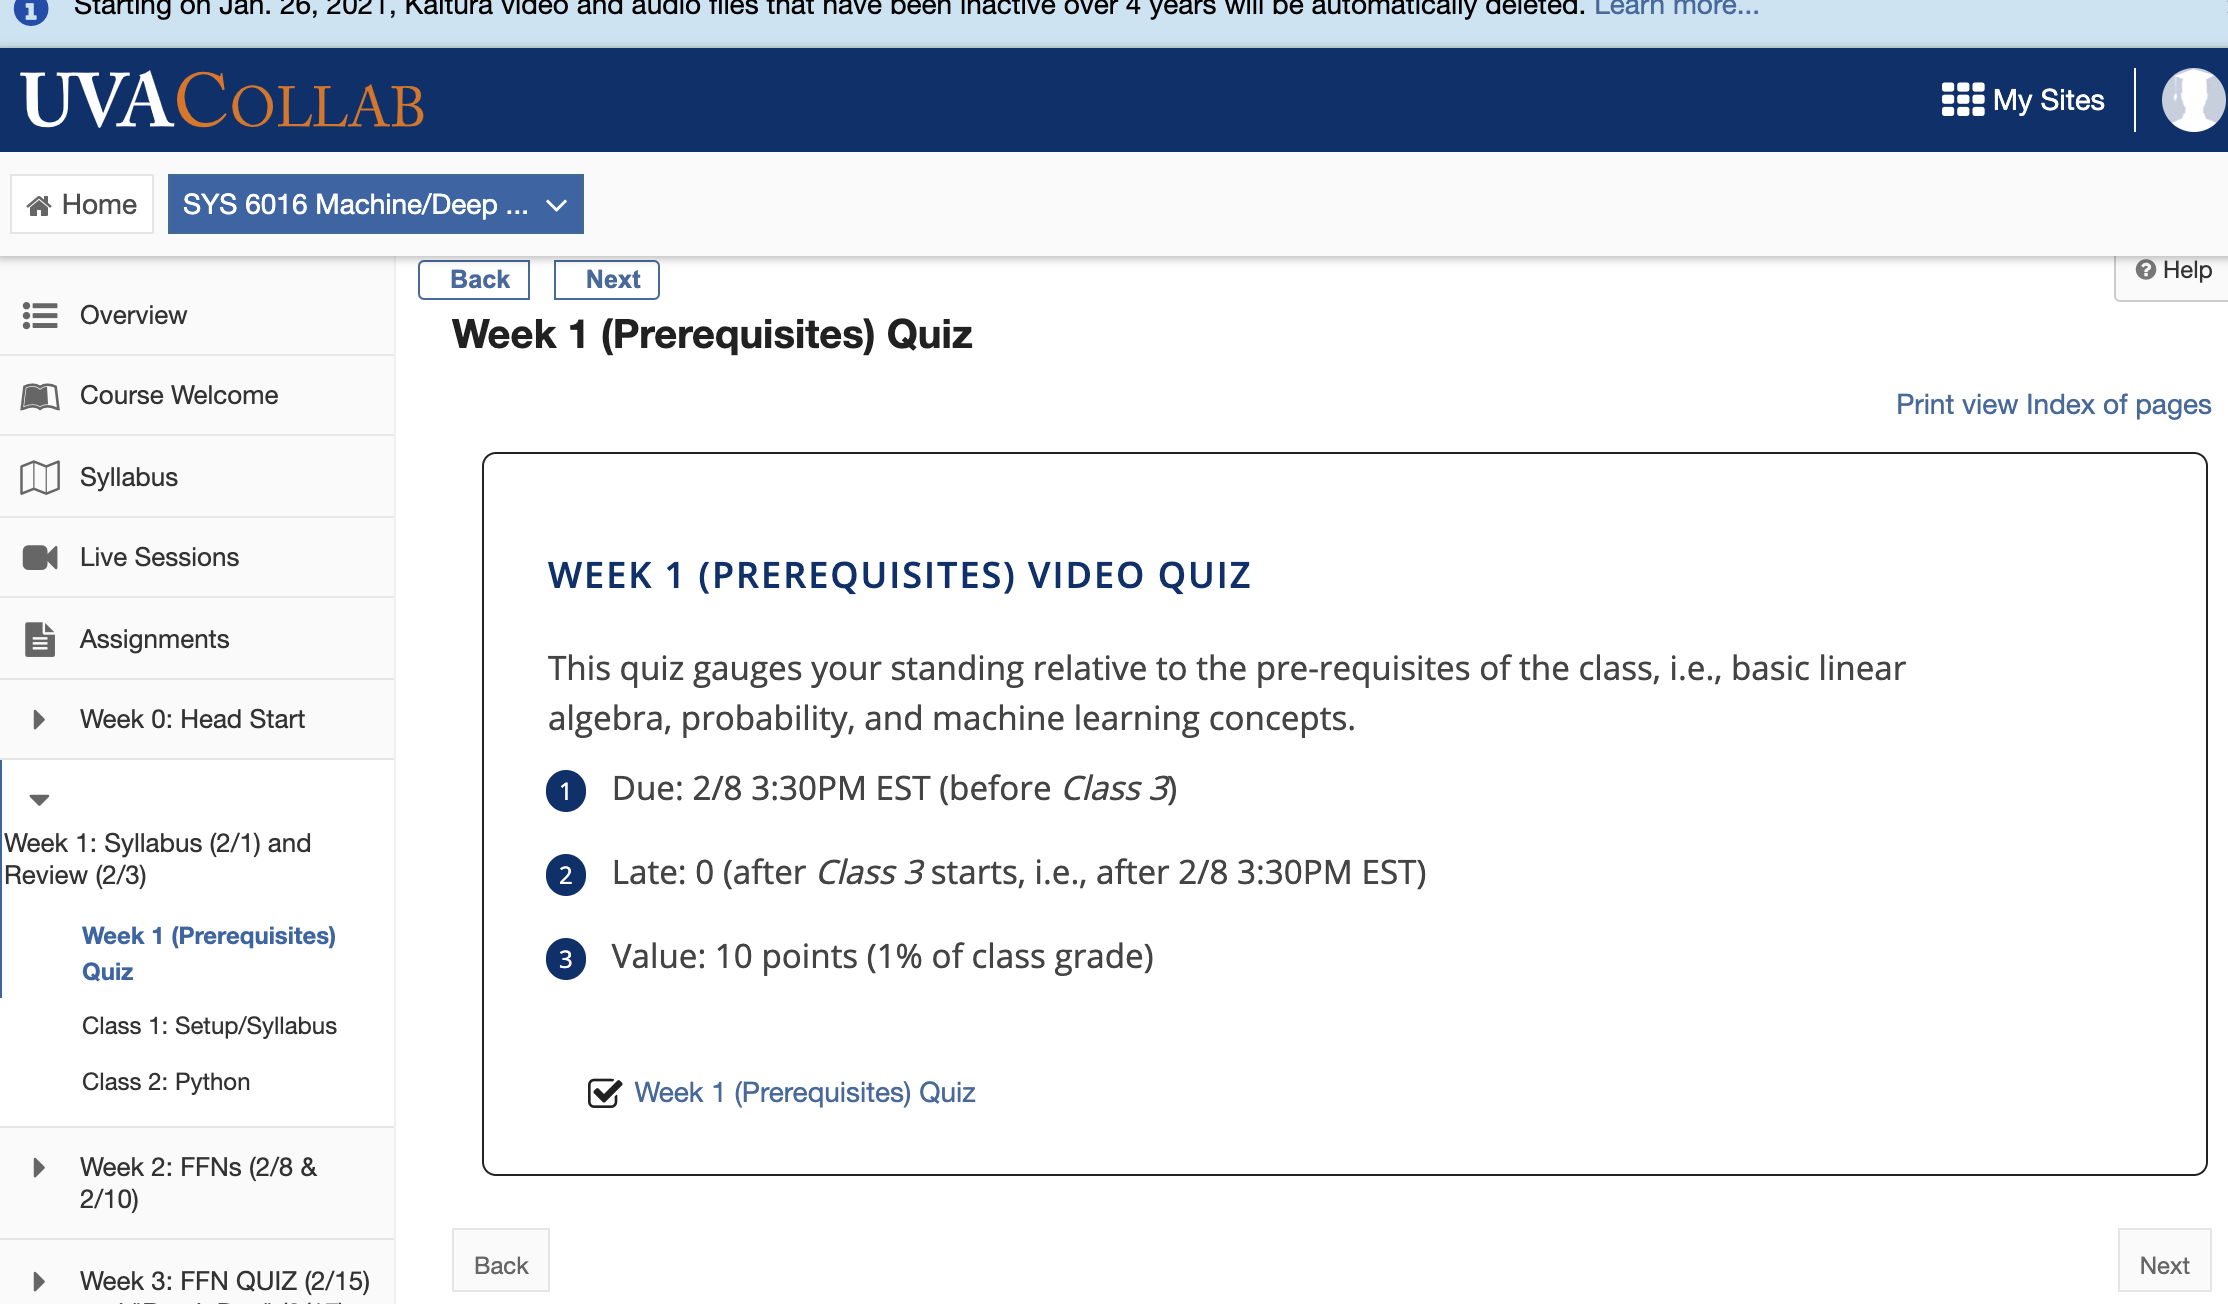 Starting on Jan. 26, 2021, Kaltura video and audio files that have been inactive over 4 years will be automatically deleted. Learn more...
UVACOLLAB
My Sites
Home
SYS 6016 Machine/Deep ...
Back
Next
Help
Week 1 (Prerequisites) Quiz
Print view Index of pages
Overview
Course Welcome
Syllabus
Live Sessions
Assignments
Week 0: Head Start
Week 1: Syllabus (2/1) and
Review (2/3)
Week 1 (Prerequisites)
Quiz
Class 1: Setup/Syllabus
Class 2: Python
Week 2: FFNs (2/8 &
2/10)
Week 3: FFN QUIZ (2/15)
WEEK 1 (PREREQUISITES) VIDEO QUIZ
This quiz gauges your standing relative to the pre-requisites of the class, i.e., basic linear
algebra, probability, and machine learning concepts.
1 Due: 2/8 3:30PM EST (before Class 3)
2 Late: 0 (after Class 3 starts, i.e., after 2/8 3:30PM EST)
3 Value: 10 points (1% of class grade)
Week 1 (Prerequisites) Quiz
Back
Next